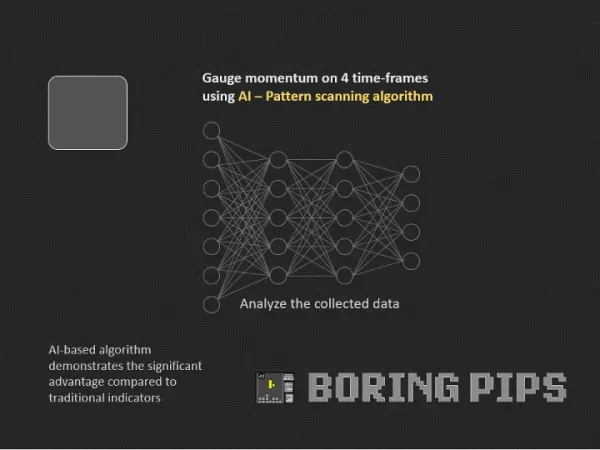 Gauge momentum on 4 time-frames
using AI – Pattern scanning algorithm
Analyze the collected data
AI-based algorithm
demonstrates the significant
advantage compared to
traditional indicators
BORING PIPS